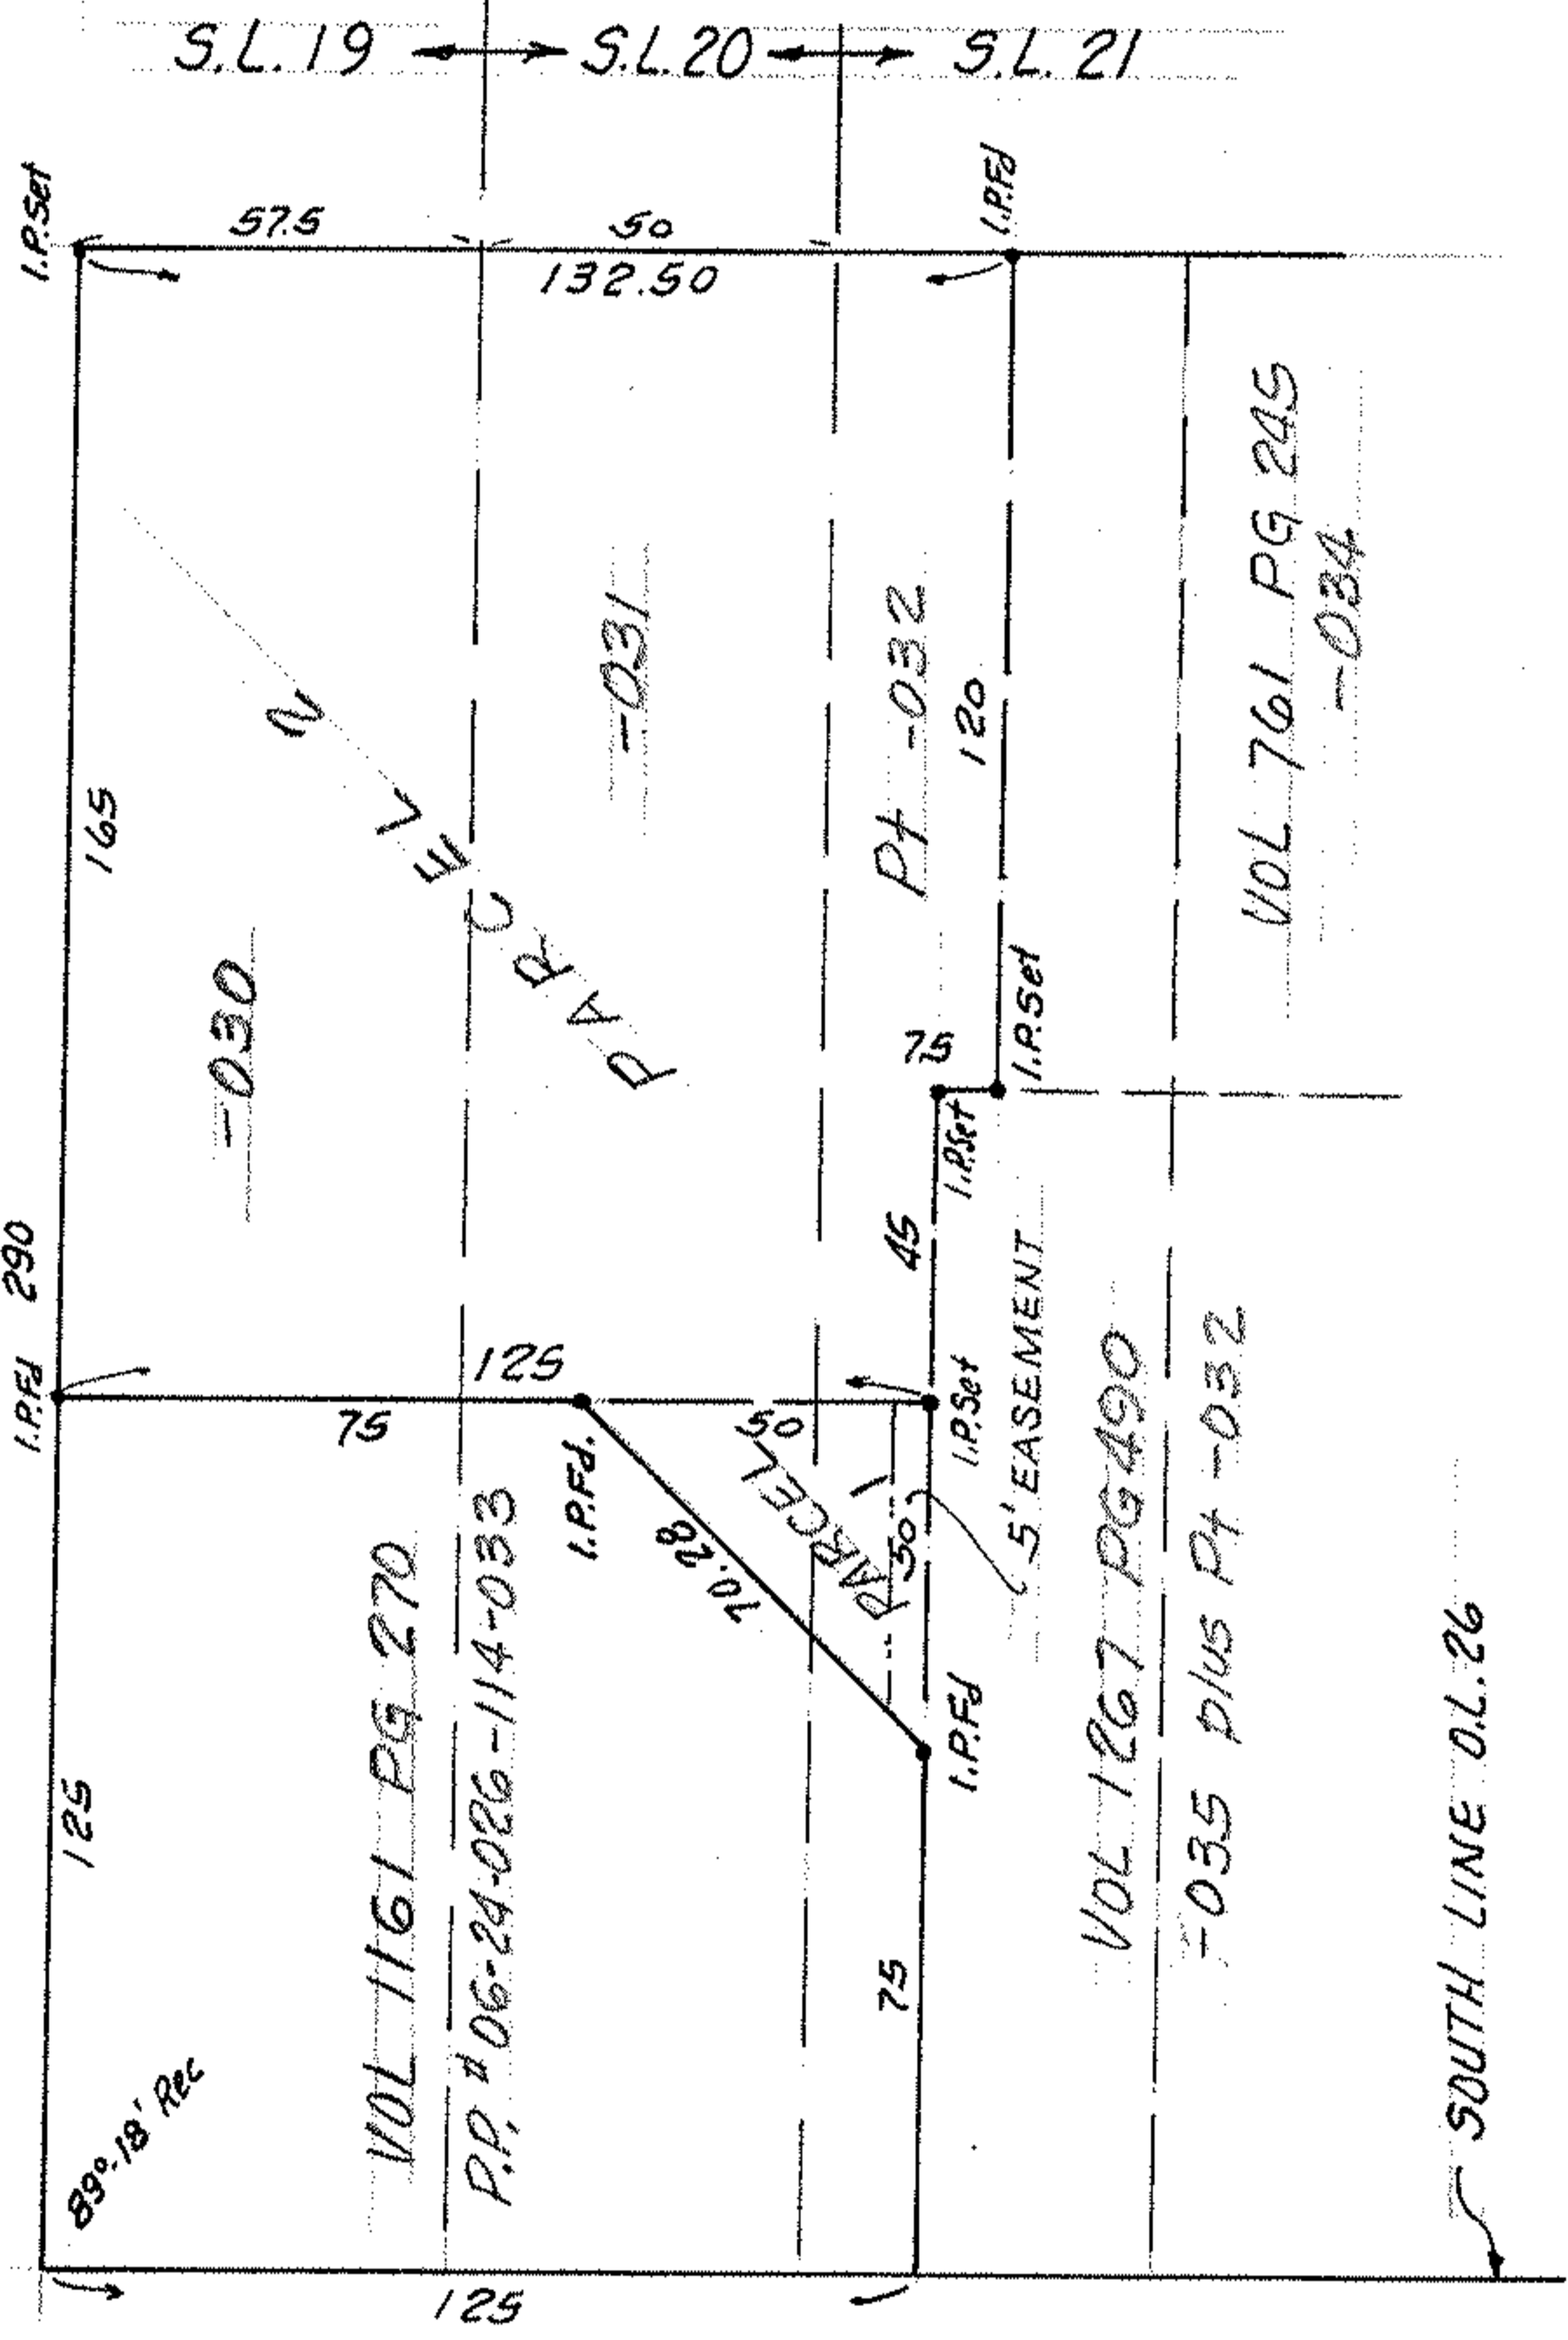 S.L. 19
S.L. 20
S.L. 21
I.P. Set
57.5
50
132.50
I.P.Fd
165
N
-030
-031
Pt -032
120
VOL 761 PG 245
-034
PARCEL
I.P. Set
75
I.P.Set
45
5' EASEMENT
290
I.P.Fd
125
75
50
I.P.Set
I.P.Fd.
70.28
PARCEL I
50
I.P.Fd
VOL 1267 PG 490
-035 plus Pt -032
VOL 1161 PG 270
P.P. # 06-24-026-114-033
125
75
89°-18' Rec
125
SOUTH LINE O.L. 26